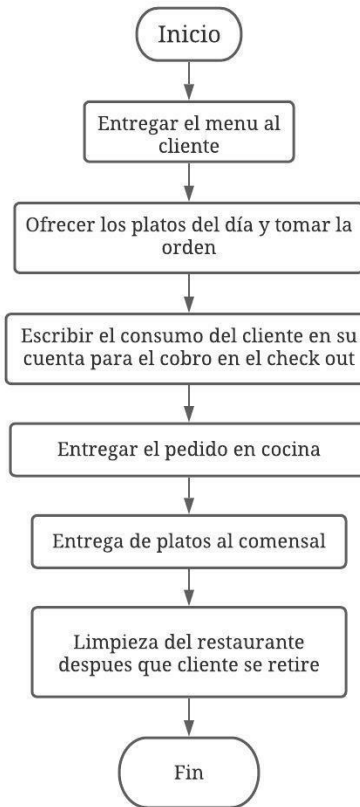 Inicio
Entregar el menu al
cliente
Ofrecer los platos del día y tomar la
orden
Escribir el consumo del cliente en su
cuenta para el cobro en el check out
Entregar el pedido en cocina
Entrega de platos al comensal
Limpieza del restaurante
despues que cliente se retire
Fin